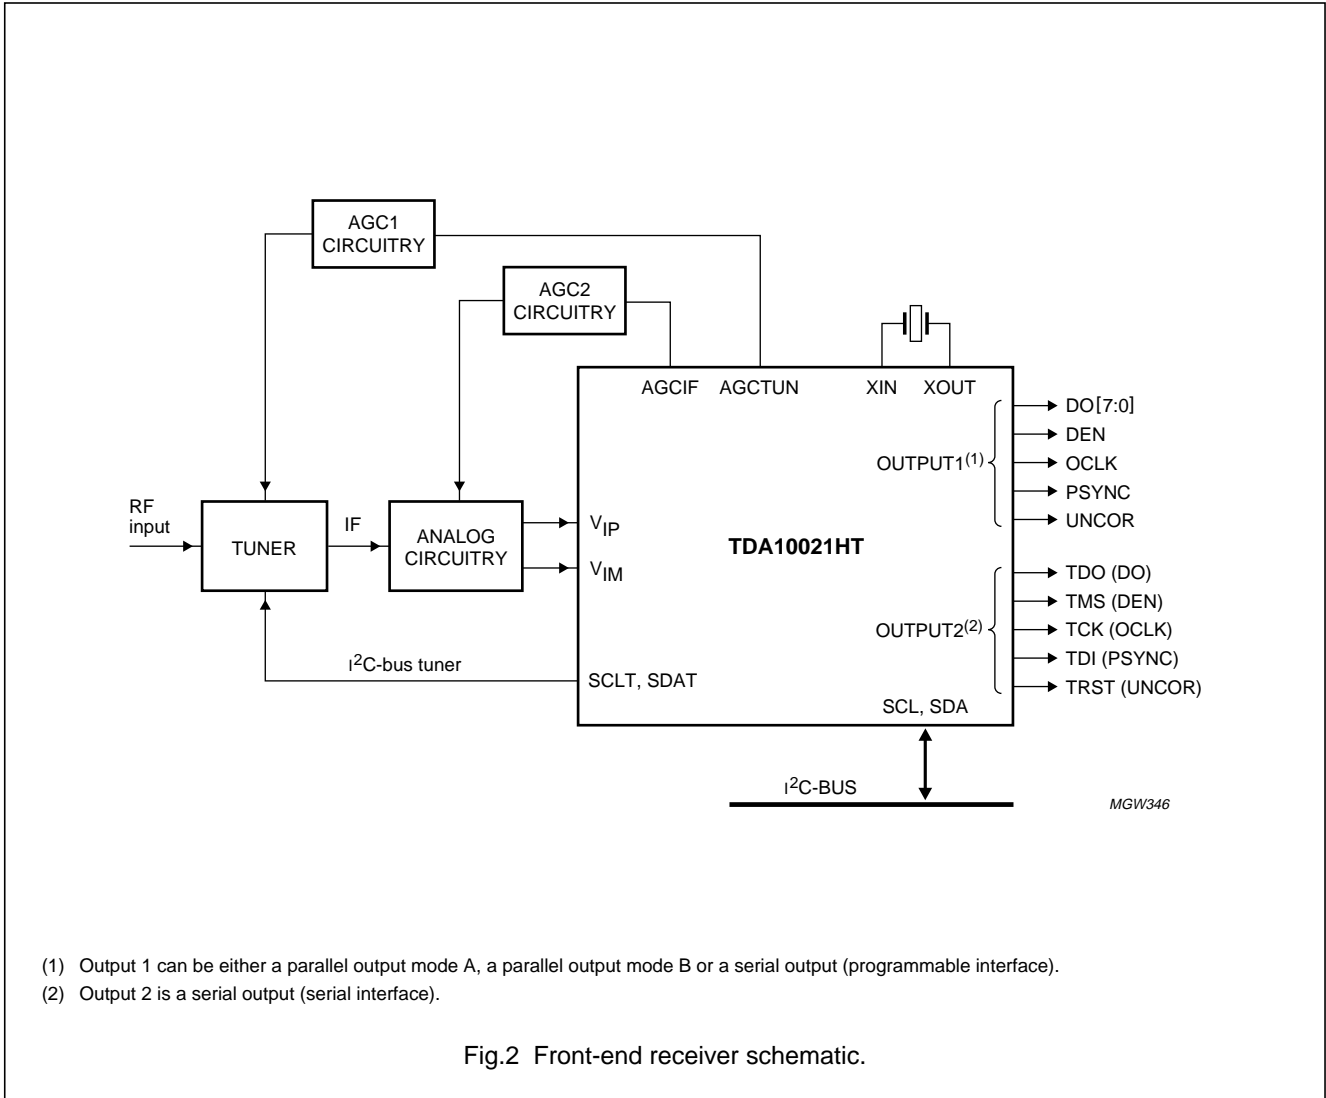 AGC1
CIRCUITRY
AGC2
CIRCUITRY
AGCIF
AGCTUN
XIN
XOUT
DO[7:0]
DEN
OUTPUT1(1)
OCLK
PSYNC
UNCOR
RF
input
TUNER
IF
ANALOG
CIRCUITRY
VIP
VIM
TDA10021HT
TDO (DO)
TMS (DEN)
OUTPUT2(2)
TCK (OCLK)
TDI (PSYNC)
TRST (UNCOR)
I2C-bus tuner
SCLT, SDAT
SCL, SDA
I2C-BUS
MGW346
(1) Output 1 can be either a parallel output mode A, a parallel output mode B or a serial output (programmable interface).
(2) Output 2 is a serial output (serial interface).
Fig.2 Front-end receiver schematic.